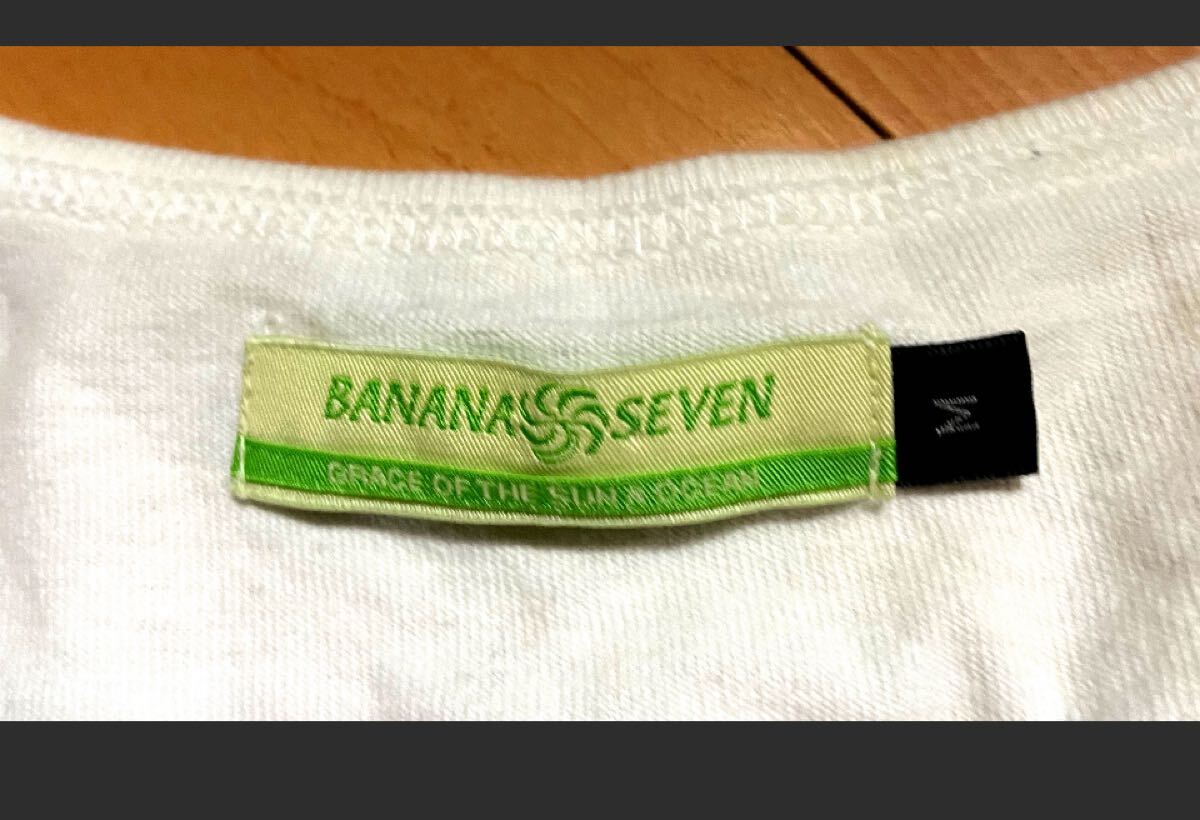 BANANA SEVEN
GRACE OF THE SUN & OCEAN
M